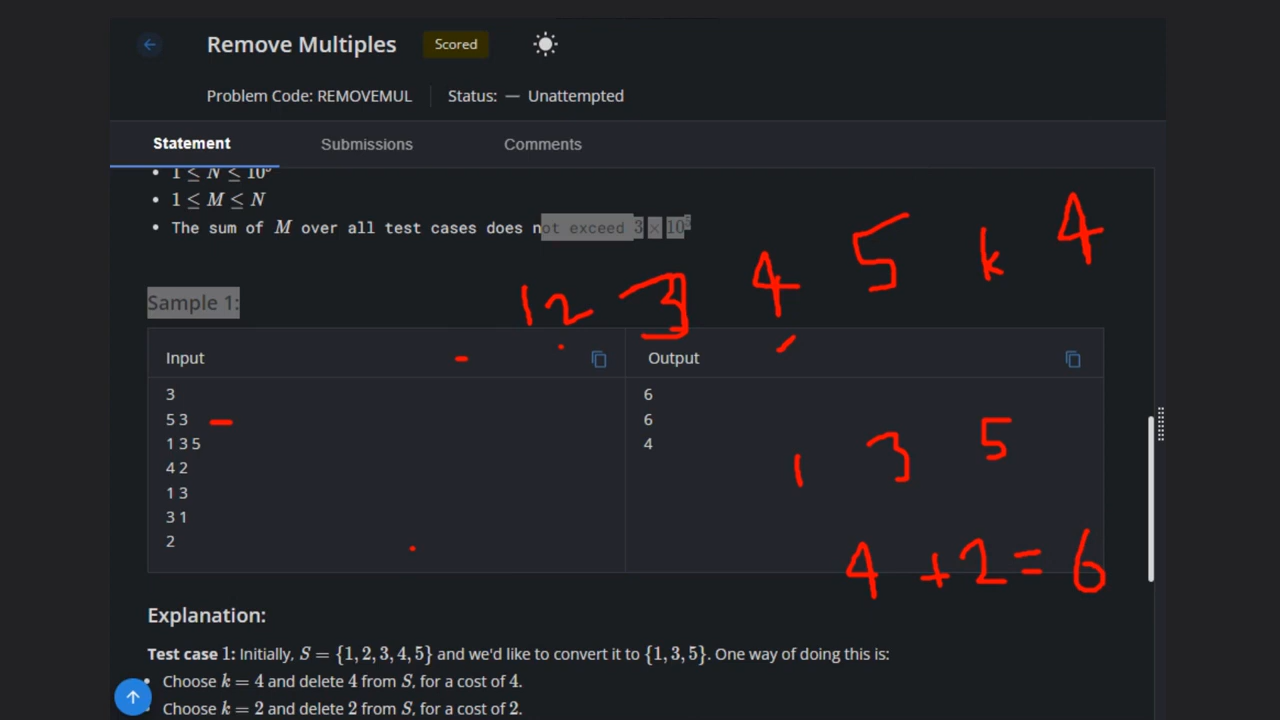 Remove Multiples Scored
Problem Code: REMOVEMUL Status: — Unattempted
Statement Submissions Comments
• 1 ≤ N ≤ 10⁶
• 1 ≤ M ≤ N
• The sum of M over all test cases does not exceed 3 × 10⁵
1 2 3 4 5 k 4
Sample 1:
Input
3
5 3
1 3 5
4 2
1 3
3 1
2
Output
6
6
4
1 3 5
4 + 2 = 6
Explanation:
Test case 1: Initially, S = {1, 2, 3, 4, 5} and we'd like to convert it to {1, 3, 5}. One way of doing this is:
• Choose k = 4 and delete 4 from S, for a cost of 4.
• Choose k = 2 and delete 2 from S, for a cost of 2.